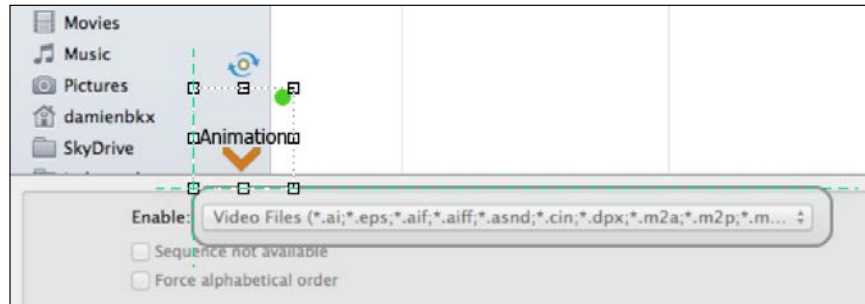 Movies
Music
Pictures
damienbkx
SkyDrive
Animation
Enable: Video Files (*.ai;*.eps;*.aif;*.aiff;*.asnd;*.cin;*.dpx;*.m2a;*.m2p;*.m...
Sequence not available
Force alphabetical order